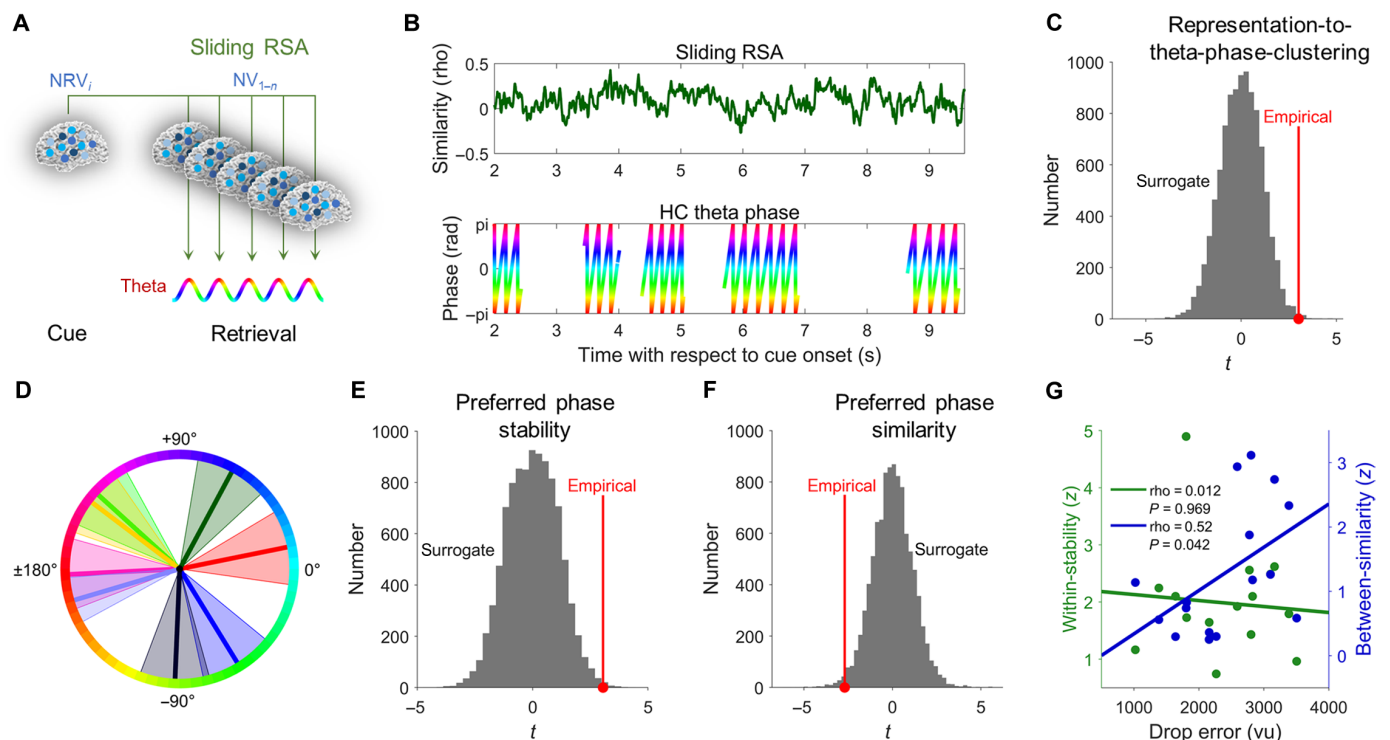 A
Sliding RSA
NRVi
NV1–n
Theta
Cue
Retrieval
B
Sliding RSA
Similarity (rho)
0.5
0
–0.5
2 3 4 5 6 7 8 9
HC theta phase
Phase (rad)
pi
0
–pi
2 3 4 5 6 7 8 9
Time with respect to cue onset (s)
C
Representation-to-
theta-phase-clustering
Number
1000
800
600
400
200
0
Empirical
Surrogate
–5 0 5
t
D
+90°
±180°
0°
–90°
E
Preferred phase
stability
Number
1000
800
600
400
200
0
Empirical
Surrogate
–5 0 5
t
F
Preferred phase
similarity
Number
1000
800
600
400
200
0
Empirical
Surrogate
–5 0 5
t
G
Within-stability (z)
5
4
3
2
1
rho = 0.012
P = 0.969
rho = 0.52
P = 0.042
3
2
1
0
Between-similarity (z)
1000 2000 3000 4000
Drop error (vu)